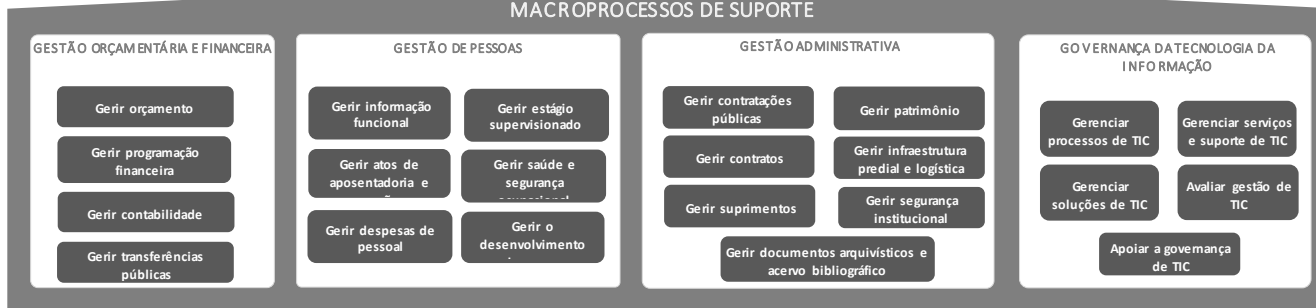 MACROPROCESSOS DE SUPORTE
GESTÃO ORÇAMENTÁRIA E FINANCEIRA
Gerir orçamento
Gerir programação
financeira
Gerir contabilidade
Gerir transferências
públicas
GESTÃO DE PESSOAS
Gerir informação
funcional
Gerir estágio
supervisionado
Gerir atos de
aposentadoria e
Gerir saúde e
segurança
ocupacional
Gerir despesas de
pessoal
Gerir o
desenvolvimento
GESTÃO ADMINISTRATIVA
Gerir contratações
públicas
Gerir patrimônio
Gerir contratos
Gerir infraestrutura
predial e logística
Gerir suprimentos
Gerir segurança
institucional
Gerir documentos arquivísticos e
acervo bibliográfico
GOVERNANÇA DA TECNOLOGIA DA
INFORMAÇÃO
Gerenciar
processos de TIC
Gerenciar serviços
e suporte de TIC
Gerenciar
soluções de TIC
Avaliar gestão de
TIC
Apoiar a governança
de TIC